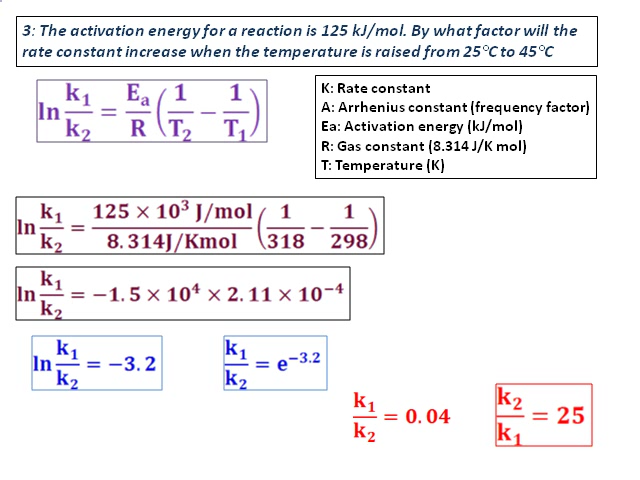 3: The activation energy for a reaction is 125 kJ/mol. By what factor will the
rate constant increase when the temperature is raised from 25°C to 45°C
ln k₁/k₂ = Eₐ/R (1/T₂ − 1/T₁)
K: Rate constant
A: Arrhenius constant (frequency factor)
Ea: Activation energy (kJ/mol)
R: Gas constant (8.314 J/K mol)
T: Temperature (K)
ln k₁/k₂ = 125 × 10³ J/mol / 8.314J/Kmol (1/318 − 1/298)
ln k₁/k₂ = −1.5 × 10⁴ × 2.11 × 10⁻⁴
ln k₁/k₂ = −3.2
k₁/k₂ = e⁻³·²
k₁/k₂ = 0.04
k₂/k₁ = 25